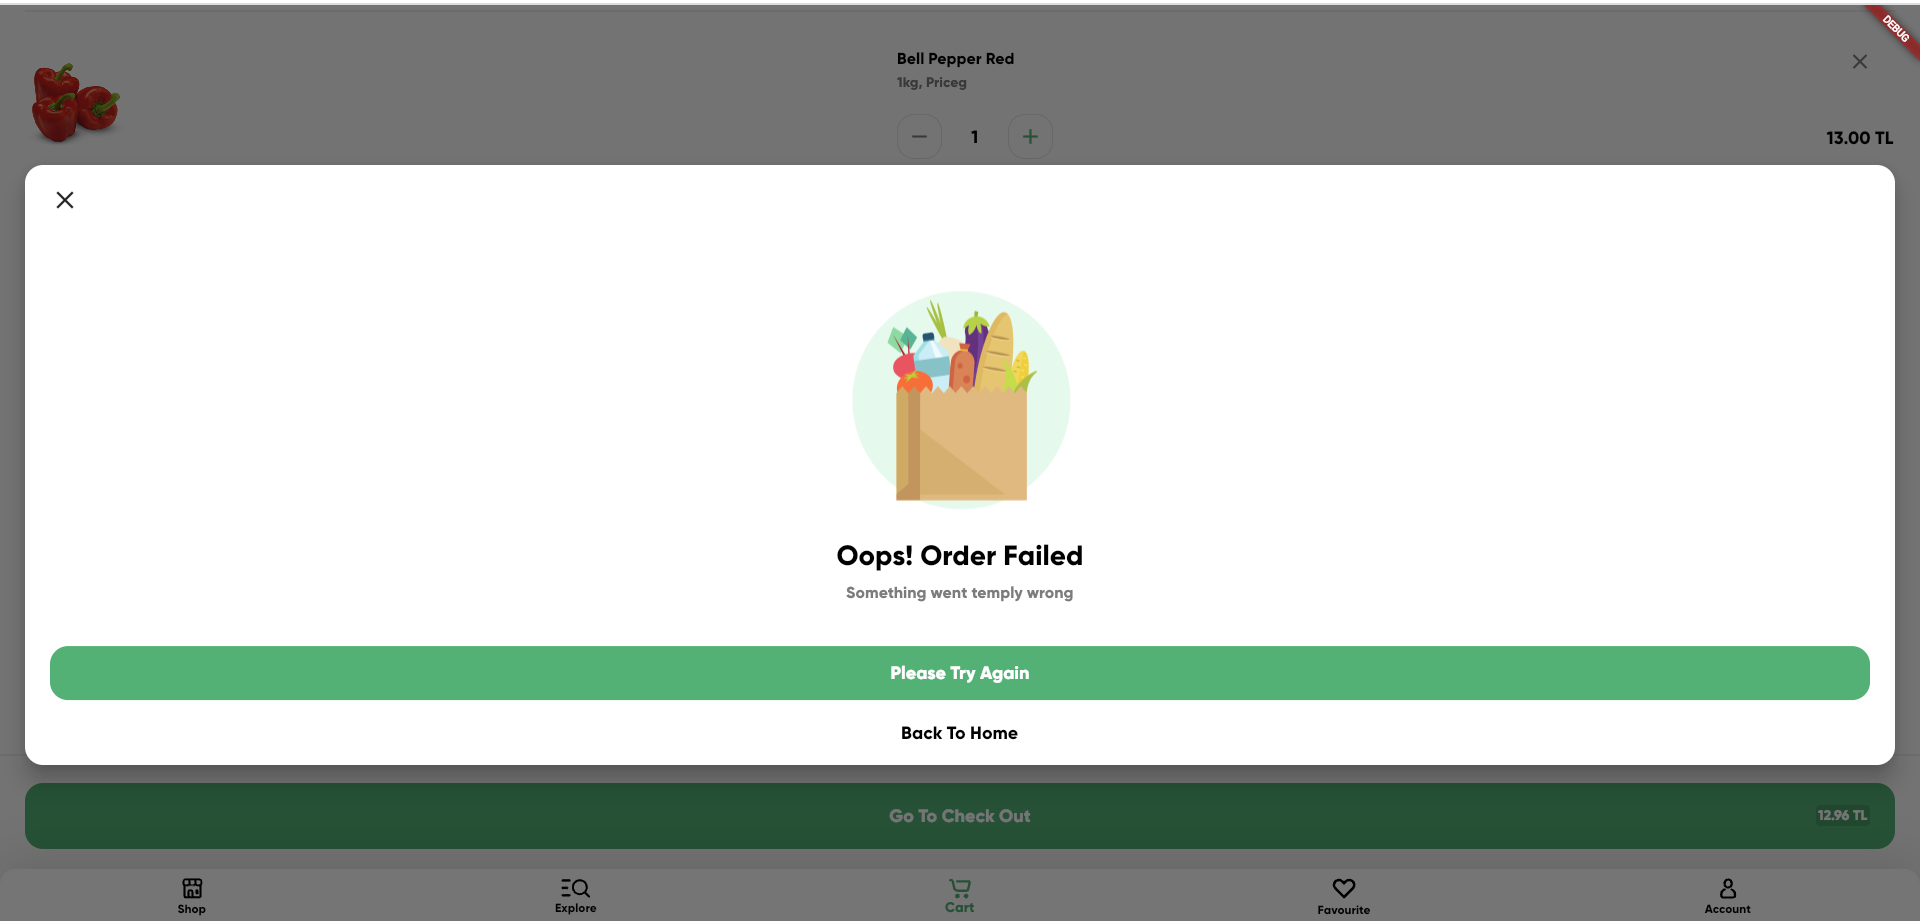 DEBUG
Bell Pepper Red
1kg, Priceg
1
13.00 TL
Oops! Order Failed
Something went temply wrong
Please Try Again
Back To Home
Go To Check Out
12.96 TL
Shop
Explore
Cart
Favourite
Account